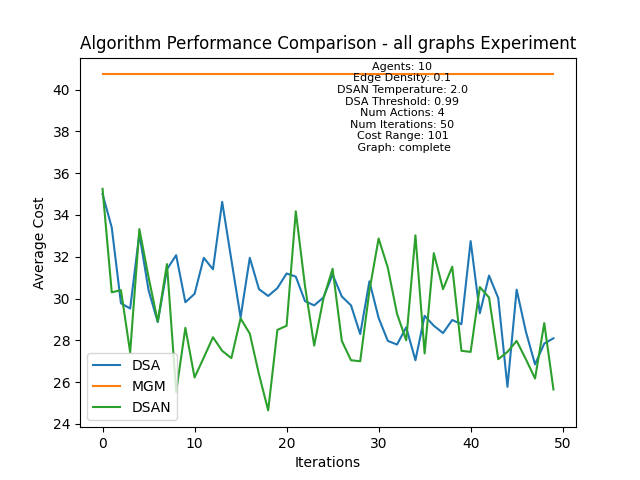 Algorithm Performance Comparison - all graphs Experiment
Agents: 10
Edge Density: 0.1
DSAN Temperature: 2.0
DSA Threshold: 0.99
Num Actions: 4
Num Iterations: 50
Cost Range: 101
Graph: complete
Average Cost
40
38
36
34
32
30
28
26
24
DSA
MGM
DSAN
0
10
20
30
40
50
Iterations